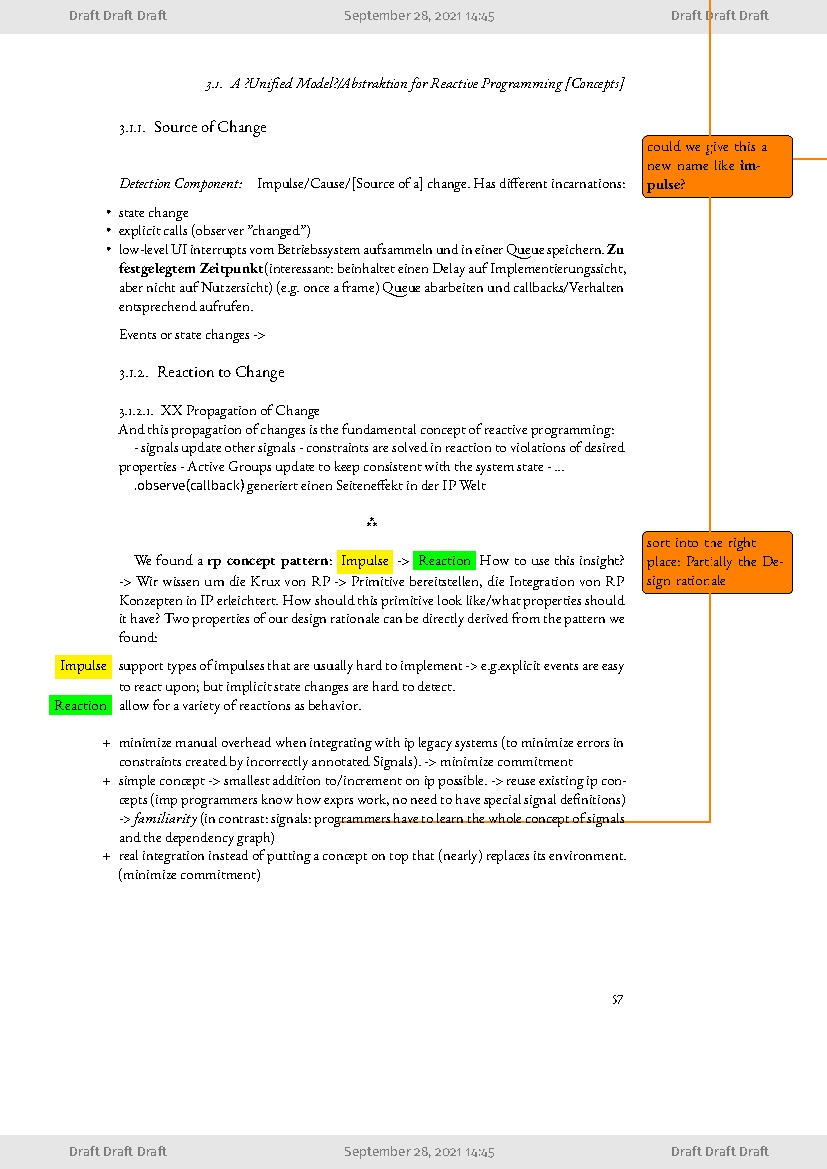 Draft Draft Draft September 28, 2021 14:45 Draft Draft Draft
3.1. A ?Unified Model?/Abstraktion for Reactive Programming [Concepts]
3.1.1. Source of Change
could we give this a
new name like im-
pulse?
Detection Component: Impulse/Cause/[Source of a] change. Has different incarnations:
• state change
• explicit calls (observer ”changed”)
• low-level UI interrupts vom Betriebssystem aufsammeln und in einer Queue speichern. Zu
festgelegtem Zeitpunkt(interessant: beinhaltet einen Delay auf Implementierungssicht,
aber nicht auf Nutzersicht) (e.g. once a frame) Queue abarbeiten und callbacks/Verhalten
entsprechend aufrufen.
Events or state changes ->
3.1.2. Reaction to Change
3.1.2.1. XX Propagation of Change
And this propagation of changes is the fundamental concept of reactive programming:
- signals update other signals - constraints are solved in reaction to violations of desired
properties - Active Groups update to keep consistent with the system state - ...
.observe(callback) generiert einen Seiteneffekt in der IP Welt
⁂
sort into the right
place: Partially the De-
sign rationale
We found a rp concept pattern: Impulse -> Reaction How to use this insight?
-> Wir wissen um die Krux von RP -> Primitive bereitstellen, die Integration von RP
Konzepten in IP erleichtert. How should this primitive look like/what properties should
it have? Two properties of our design rationale can be directly derived from the pattern we
found:
Impulse support types of impulses that are usually hard to implement -> e.g.explicit events are easy
to react upon; but implicit state changes are hard to detect.
Reaction allow for a variety of reactions as behavior.
+ minimize manual overhead when integrating with ip legacy systems (to minimize errors in
constraints created by incorrectly annotated Signals). -> minimize commitment
+ simple concept -> smallest addition to/increment on ip possible. -> reuse existing ip con-
cepts (imp programmers know how exprs work, no need to have special signal definitions)
-> familiarity (in contrast: signals: programmers have to learn the whole concept of signals
and the dependency graph)
+ real integration instead of putting a concept on top that (nearly) replaces its environment.
(minimize commitment)
57
Draft Draft Draft September 28, 2021 14:45 Draft Draft Draft